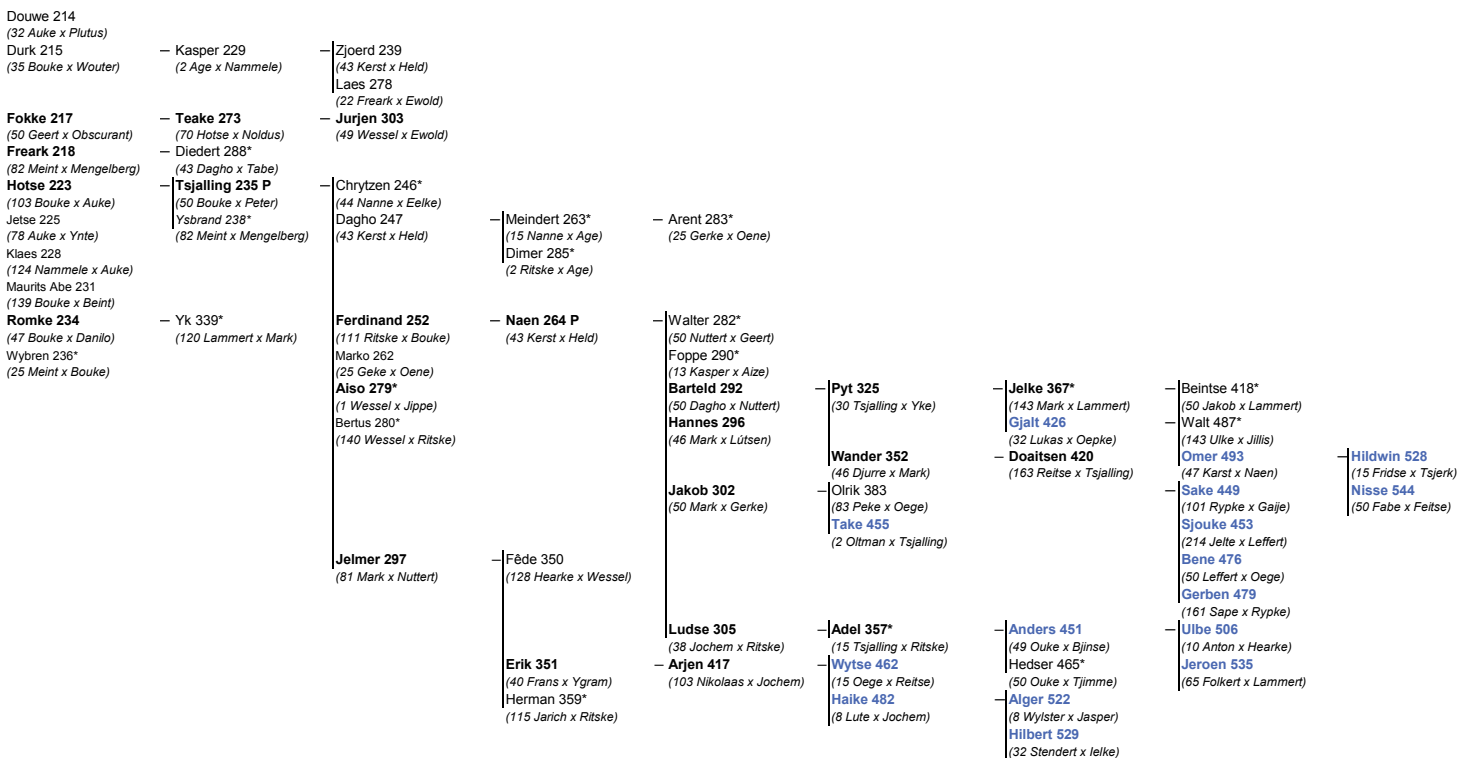 Douwe 214
(32 Auke x Plutus)
Durk 215 – Kasper 229 – Zjoerd 239
(35 Bouke x Wouter) (2 Age x Nammele) (43 Kerst x Held)
Laes 278
(22 Freark x Ewold)
Fokke 217 – Teake 273 – Jurjen 303
(50 Geert x Obscurant) (70 Hotse x Noldus) (49 Wessel x Ewold)
Freark 218 – Diedert 288*
(82 Meint x Mengelberg) (43 Dagho x Tabe)
Hotse 223 – Tsjalling 235 P – Chrytzen 246*
(103 Bouke x Auke) (50 Bouke x Peter) (44 Nanne x Eelke)
Jetse 225 Ysbrand 238* Dagho 247 – Meindert 263* – Arent 283*
(78 Auke x Ynte) (82 Meint x Mengelberg) (43 Kerst x Held) (15 Nanne x Age) (25 Gerke x Oene)
Klaes 228 Dimer 285*
(124 Nammele x Auke) (2 Ritske x Age)
Maurits Abe 231
(139 Bouke x Beint)
Romke 234 – Yk 339* Ferdinand 252 – Naen 264 P – Walter 282*
(47 Bouke x Danilo) (120 Lammert x Mark) (111 Ritske x Bouke) (43 Kerst x Held) (50 Nuttert x Geert)
Wybren 236* Marko 262 Foppe 290*
(25 Meint x Bouke) (25 Geke x Oene) (13 Kasper x Aize)
Aiso 279* Barteld 292 – Pyt 325 – Jelke 367* – Beintse 418*
(1 Wessel x Jippe) (50 Dagho x Nuttert) (30 Tsjalling x Yke) (143 Mark x Lammert) (50 Jakob x Lammert)
Bertus 280* Hannes 296 Gjalt 426 – Walt 487*
(140 Wessel x Ritske) (46 Mark x Lútsen) (32 Lukas x Oepke) (143 Ulke x Jillis)
Wander 352 – Doaitsen 420 Omer 493 – Hildwin 528
(46 Djurre x Mark) (163 Reitse x Tsjalling) (47 Karst x Naen) (15 Fridse x Tsjerk)
Jakob 302 – Olrik 383 – Sake 449 Nisse 544
(50 Mark x Gerke) (83 Peke x Oege) (101 Rypke x Gaije) (50 Fabe x Feitse)
Take 455 Sjouke 453
(2 Oltman x Tsjalling) (214 Jelte x Leffert)
Jelmer 297 – Fêde 350 Bene 476
(81 Mark x Nuttert) (128 Hearke x Wessel) (50 Leffert x Oege)
Gerben 479
(161 Sape x Rypke)
Ludse 305 – Adel 357* – Anders 451 – Ulbe 506
(38 Jochem x Ritske) (15 Tsjalling x Ritske) (49 Ouke x Bjinse) (10 Anton x Hearke)
Erik 351 – Arjen 417 – Wytse 462 Hedser 465* Jeroen 535
(40 Frans x Ygram) (103 Nikolaas x Jochem) (15 Oege x Reitse) (50 Ouke x Tjimme) (65 Folkert x Lammert)
Herman 359* Haike 482 – Alger 522
(115 Jarich x Ritske) (8 Lute x Jochem) (8 Wylster x Jasper)
Hilbert 529
(32 Stendert x Ielke)